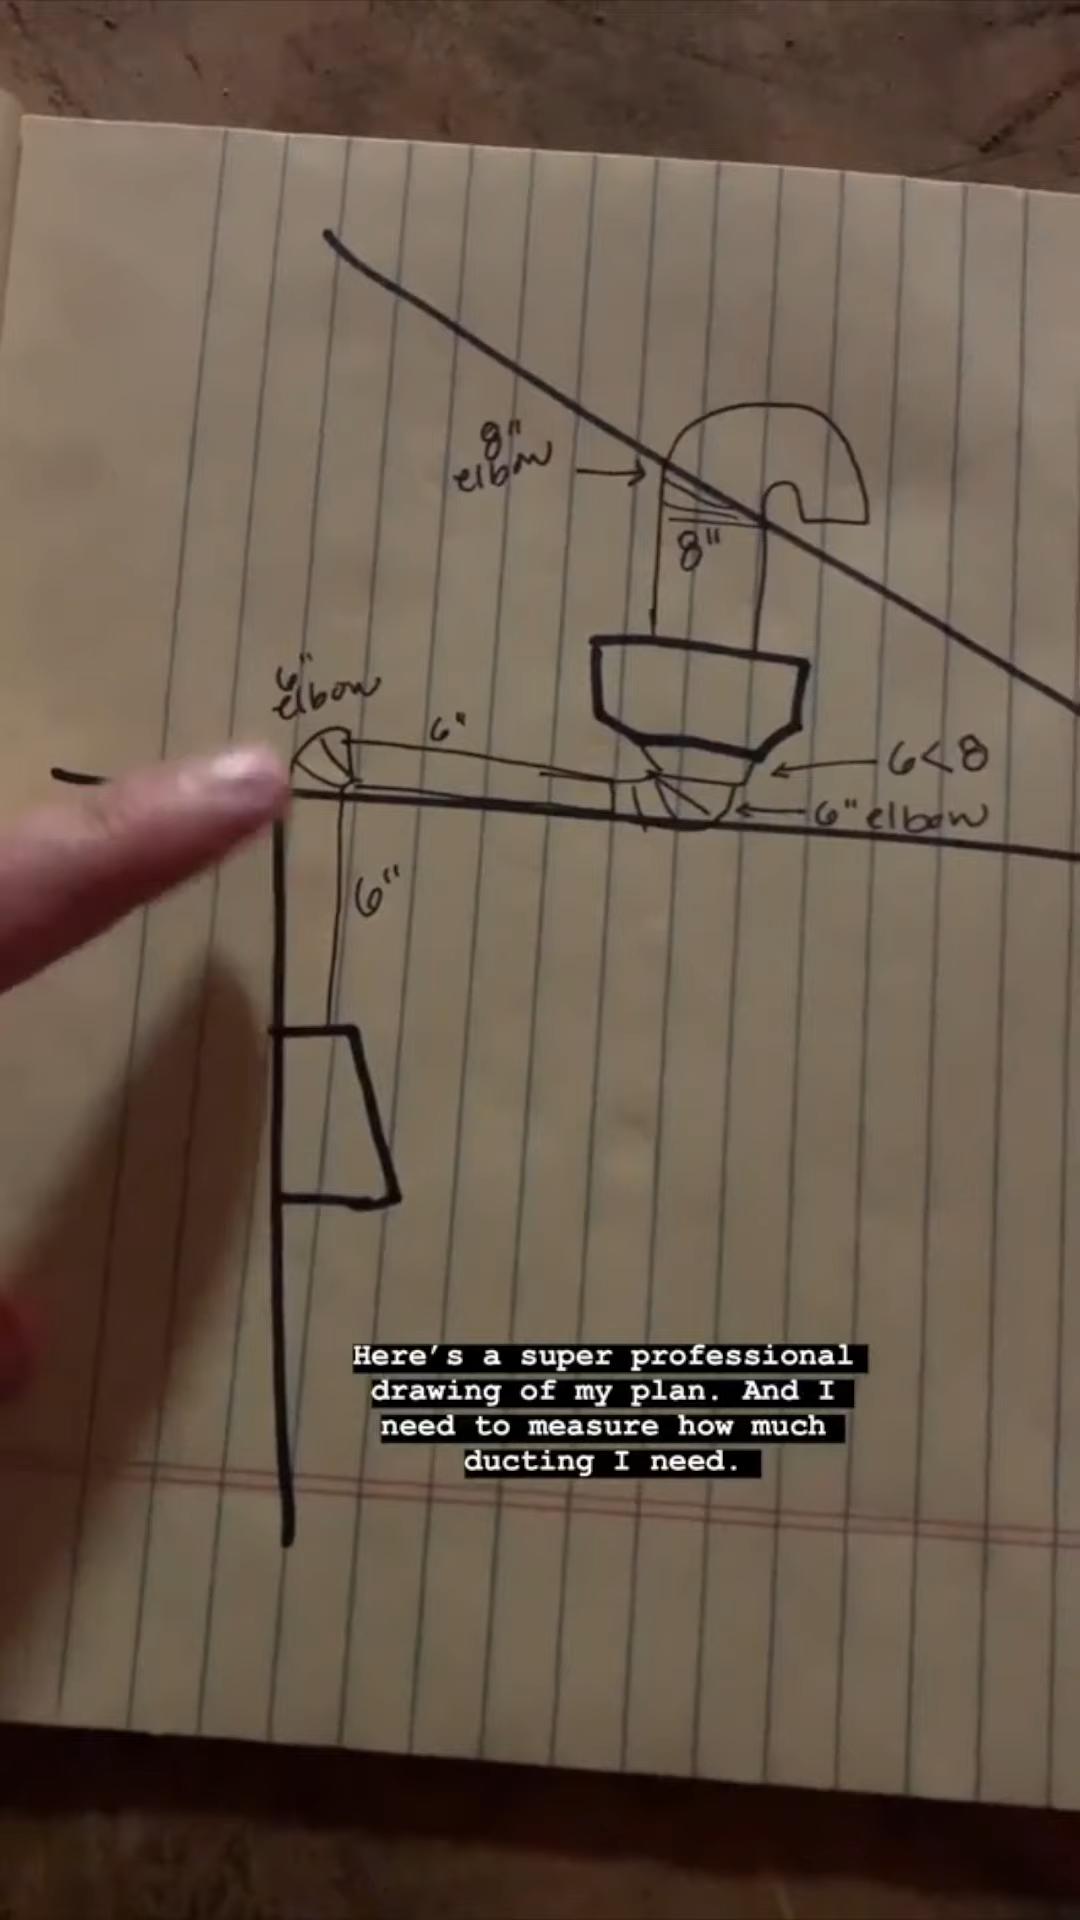 8"
elbow
8"
6"
elbow
6"
6<8
6" elbow
6"
Here's a super professional
drawing of my plan. And I
need to measure how much
ducting I need.